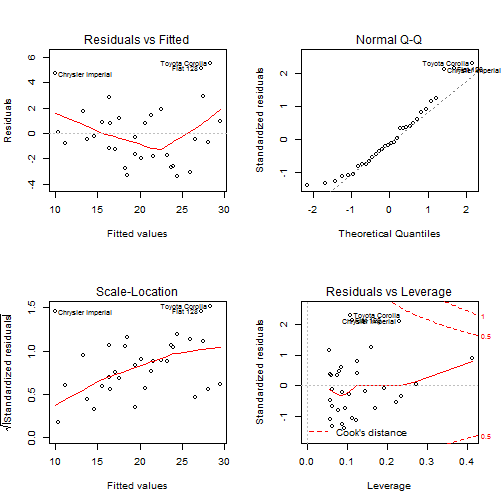 Residuals vs Fitted
Residuals
6
4
2
0
-2
-4
Toyota Corolla
Fiat 128
Chrysler Imperial
10
15
20
25
30
Fitted values
Normal Q-Q
Standardized residuals
2
1
0
-1
Toyota Corolla
Fiat 128
Chrysler Imperial
-2
-1
0
1
2
Theoretical Quantiles
Scale-Location
√|Standardized residuals|
1.5
1.0
0.5
0.0
Toyota Corolla
Chrysler Imperial
Fiat 128
10
15
20
25
30
Fitted values
Residuals vs Leverage
Standardized residuals
2
1
0
-1
Toyota Corolla
Chrysler Imperial
Fiat 128
1
0.5
0.5
Cook's distance
0.0
0.1
0.2
0.3
0.4
Leverage